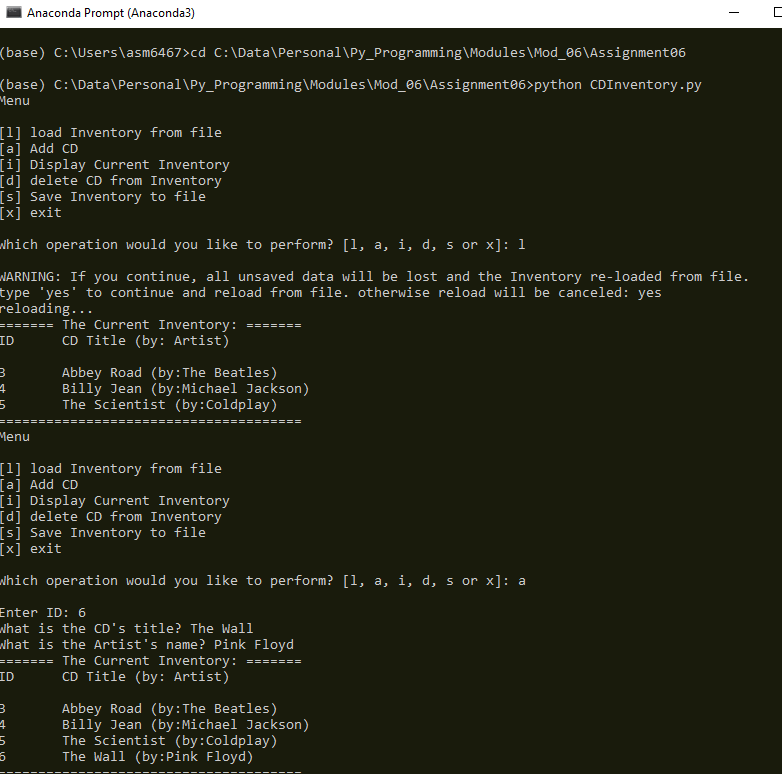 Anaconda Prompt (Anaconda3)
(base) C:\Users\asm6467>cd C:\Data\Personal\Py_Programming\Modules\Mod_06\Assignment06
(base) C:\Data\Personal\Py_Programming\Modules\Mod_06\Assignment06>python CDInventory.py
Menu
[l] load Inventory from file
[a] Add CD
[i] Display Current Inventory
[d] delete CD from Inventory
[s] Save Inventory to file
[x] exit
Which operation would you like to perform? [l, a, i, d, s or x]: l
WARNING: If you continue, all unsaved data will be lost and the Inventory re-loaded from file.
type 'yes' to continue and reload from file. otherwise reload will be canceled: yes
reloading...
======= The Current Inventory: =======
ID CD Title (by: Artist)
3 Abbey Road (by:The Beatles)
4 Billy Jean (by:Michael Jackson)
5 The Scientist (by:Coldplay)
======================================
Menu
[l] load Inventory from file
[a] Add CD
[i] Display Current Inventory
[d] delete CD from Inventory
[s] Save Inventory to file
[x] exit
Which operation would you like to perform? [l, a, i, d, s or x]: a
Enter ID: 6
What is the CD's title? The Wall
What is the Artist's name? Pink Floyd
======= The Current Inventory: =======
ID CD Title (by: Artist)
3 Abbey Road (by:The Beatles)
4 Billy Jean (by:Michael Jackson)
5 The Scientist (by:Coldplay)
6 The Wall (by:Pink Floyd)
======================================